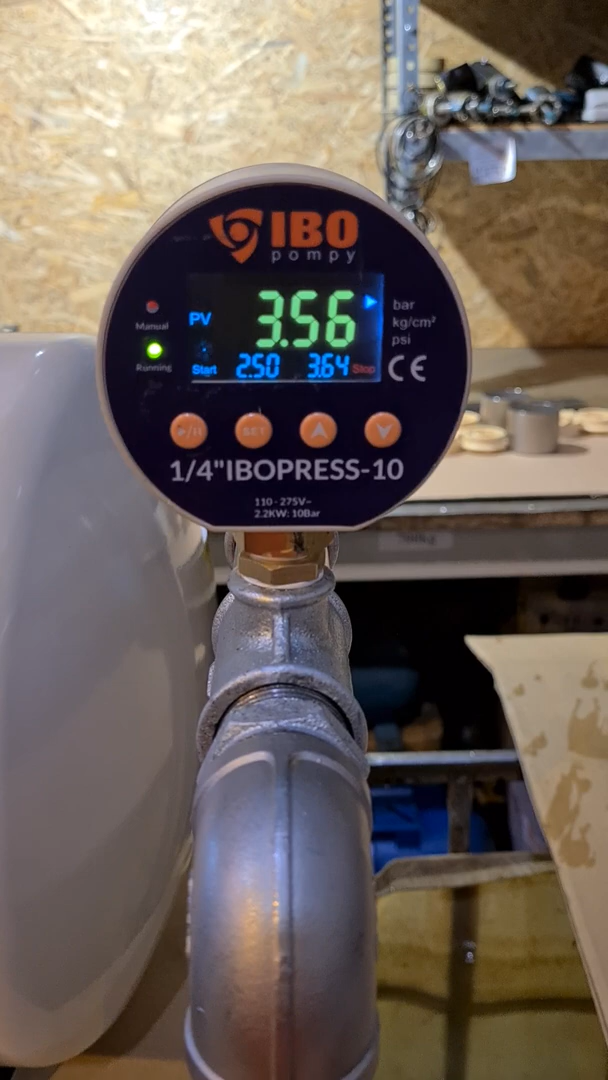 IBO
pompy
PV
3.56
bar
kg/cm²
psi
Manual
Running
Start 2.50 3.64 Stop
CE
▶/II SET
1/4"IBOPRESS-10
110 - 275V~
2.2KW: 10Bar